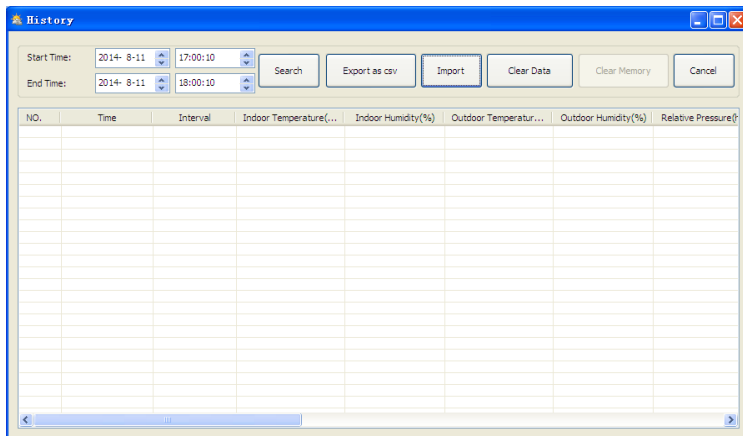 History
Start Time: 2014- 8-11 17:00:10
End Time: 2014- 8-11 18:00:10
Search Export as csv Import Clear Data Clear Memory Cancel
NO. Time Interval Indoor Temperature(... Indoor Humidity(%) Outdoor Temperatur... Outdoor Humidity(%) Relative Pressure(h